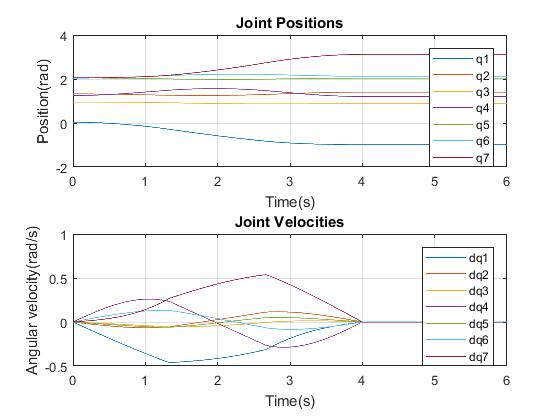 Joint Positions
4
2
0
-2
Position(rad)
q1
q2
q3
q4
q5
q6
q7
0 1 2 3 4 5 6
Time(s)
Joint Velocities
1
0.5
0
-0.5
Angular velocity(rad/s)
dq1
dq2
dq3
dq4
dq5
dq6
dq7
0 1 2 3 4 5 6
Time(s)